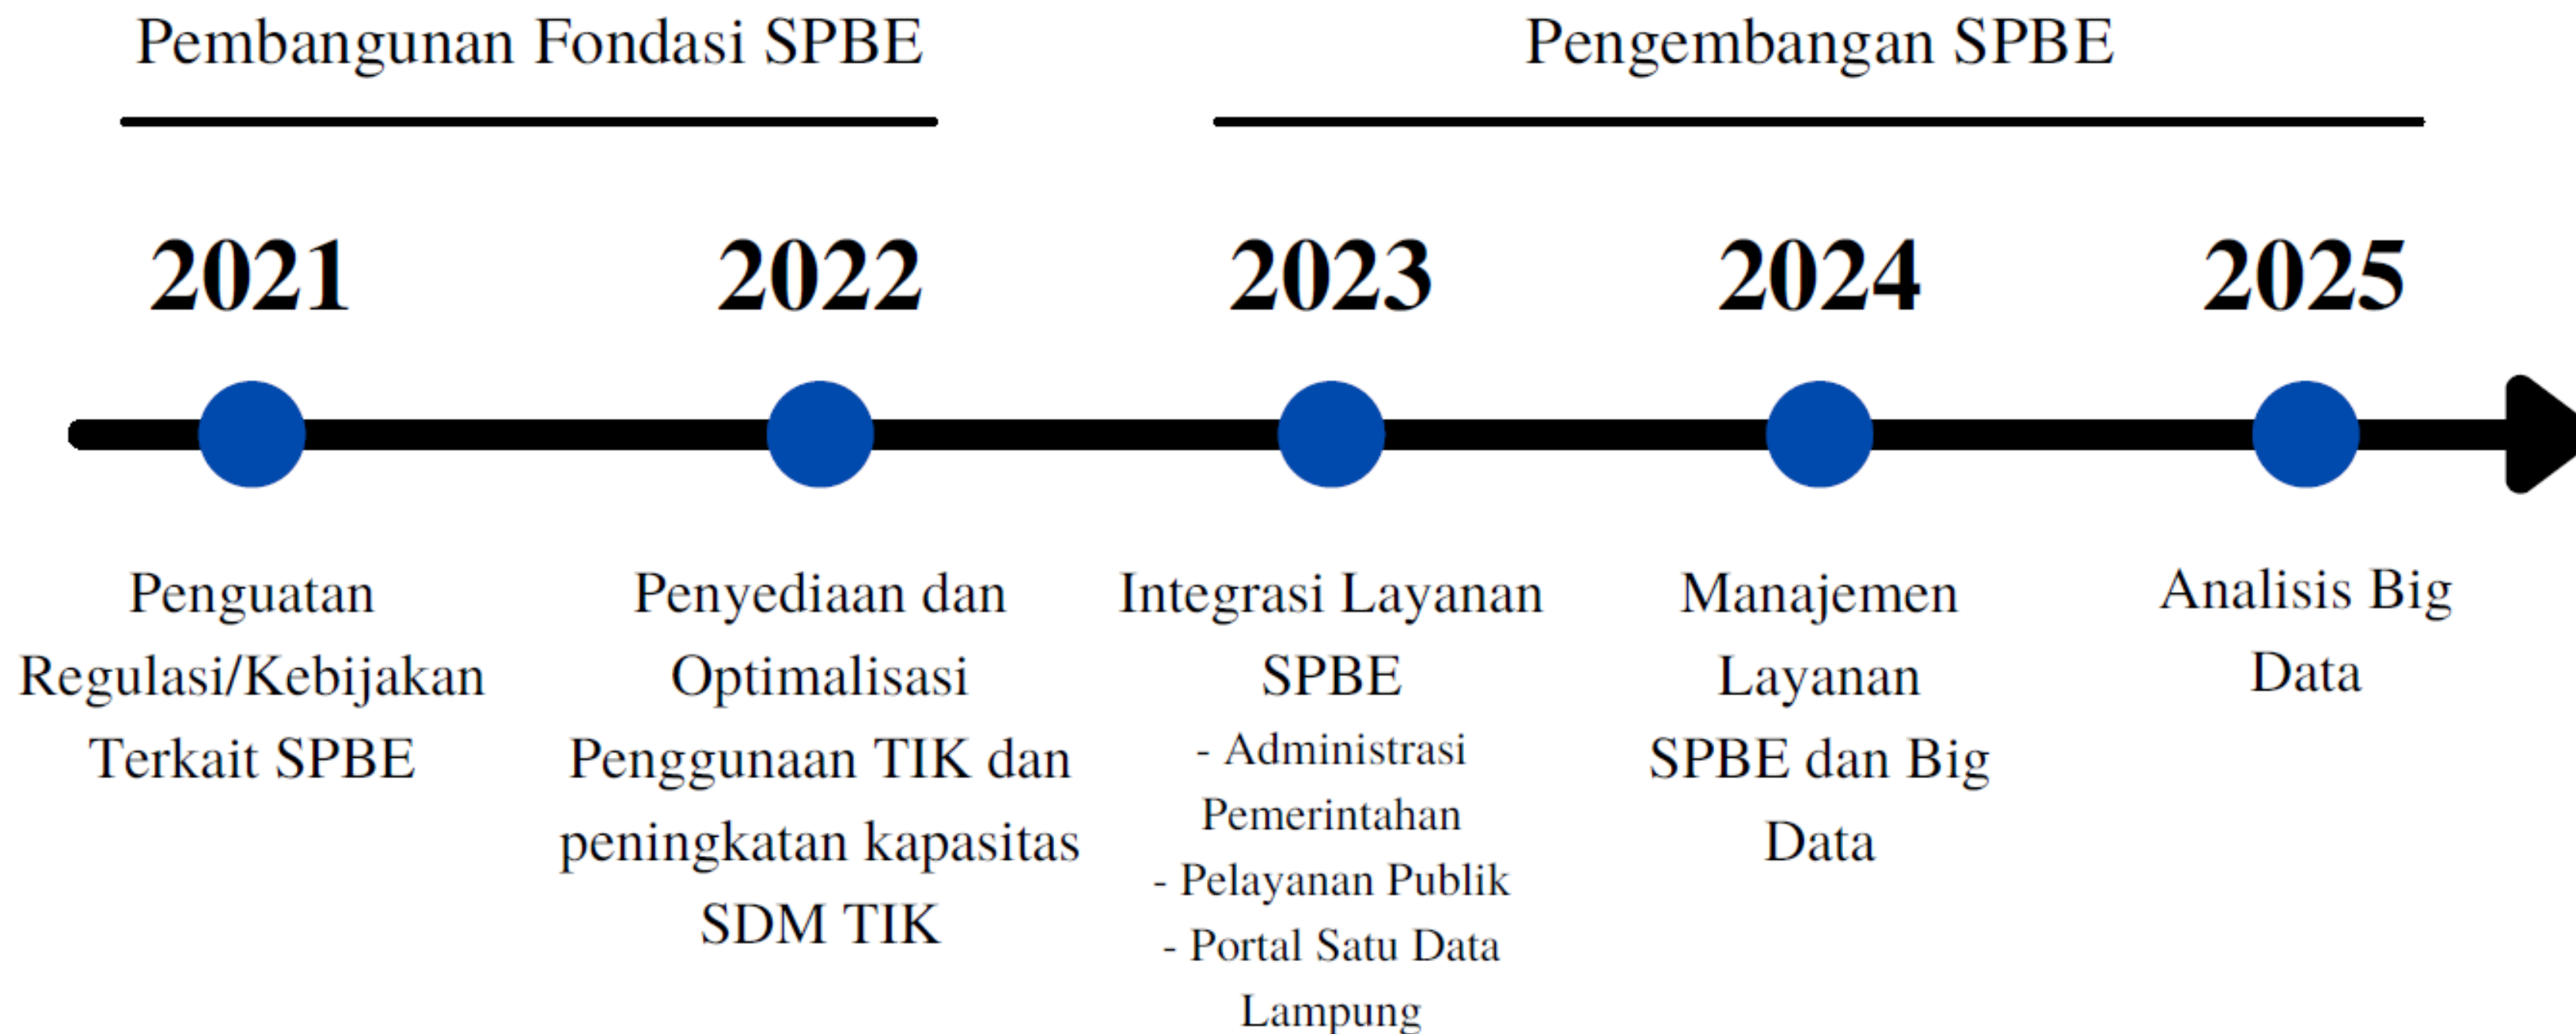 Pembangunan Fondasi SPBE
Pengembangan SPBE
2021
2022
2023
2024
2025
Penguatan
Regulasi/Kebijakan
Terkait SPBE
Penyediaan dan
Optimalisasi
Penggunaan TIK dan
peningkatan kapasitas
SDM TIK
Integrasi Layanan
SPBE
- Administrasi
Pemerintahan
- Pelayanan Publik
- Portal Satu Data
Lampung
Manajemen
Layanan
SPBE dan Big
Data
Analisis Big
Data